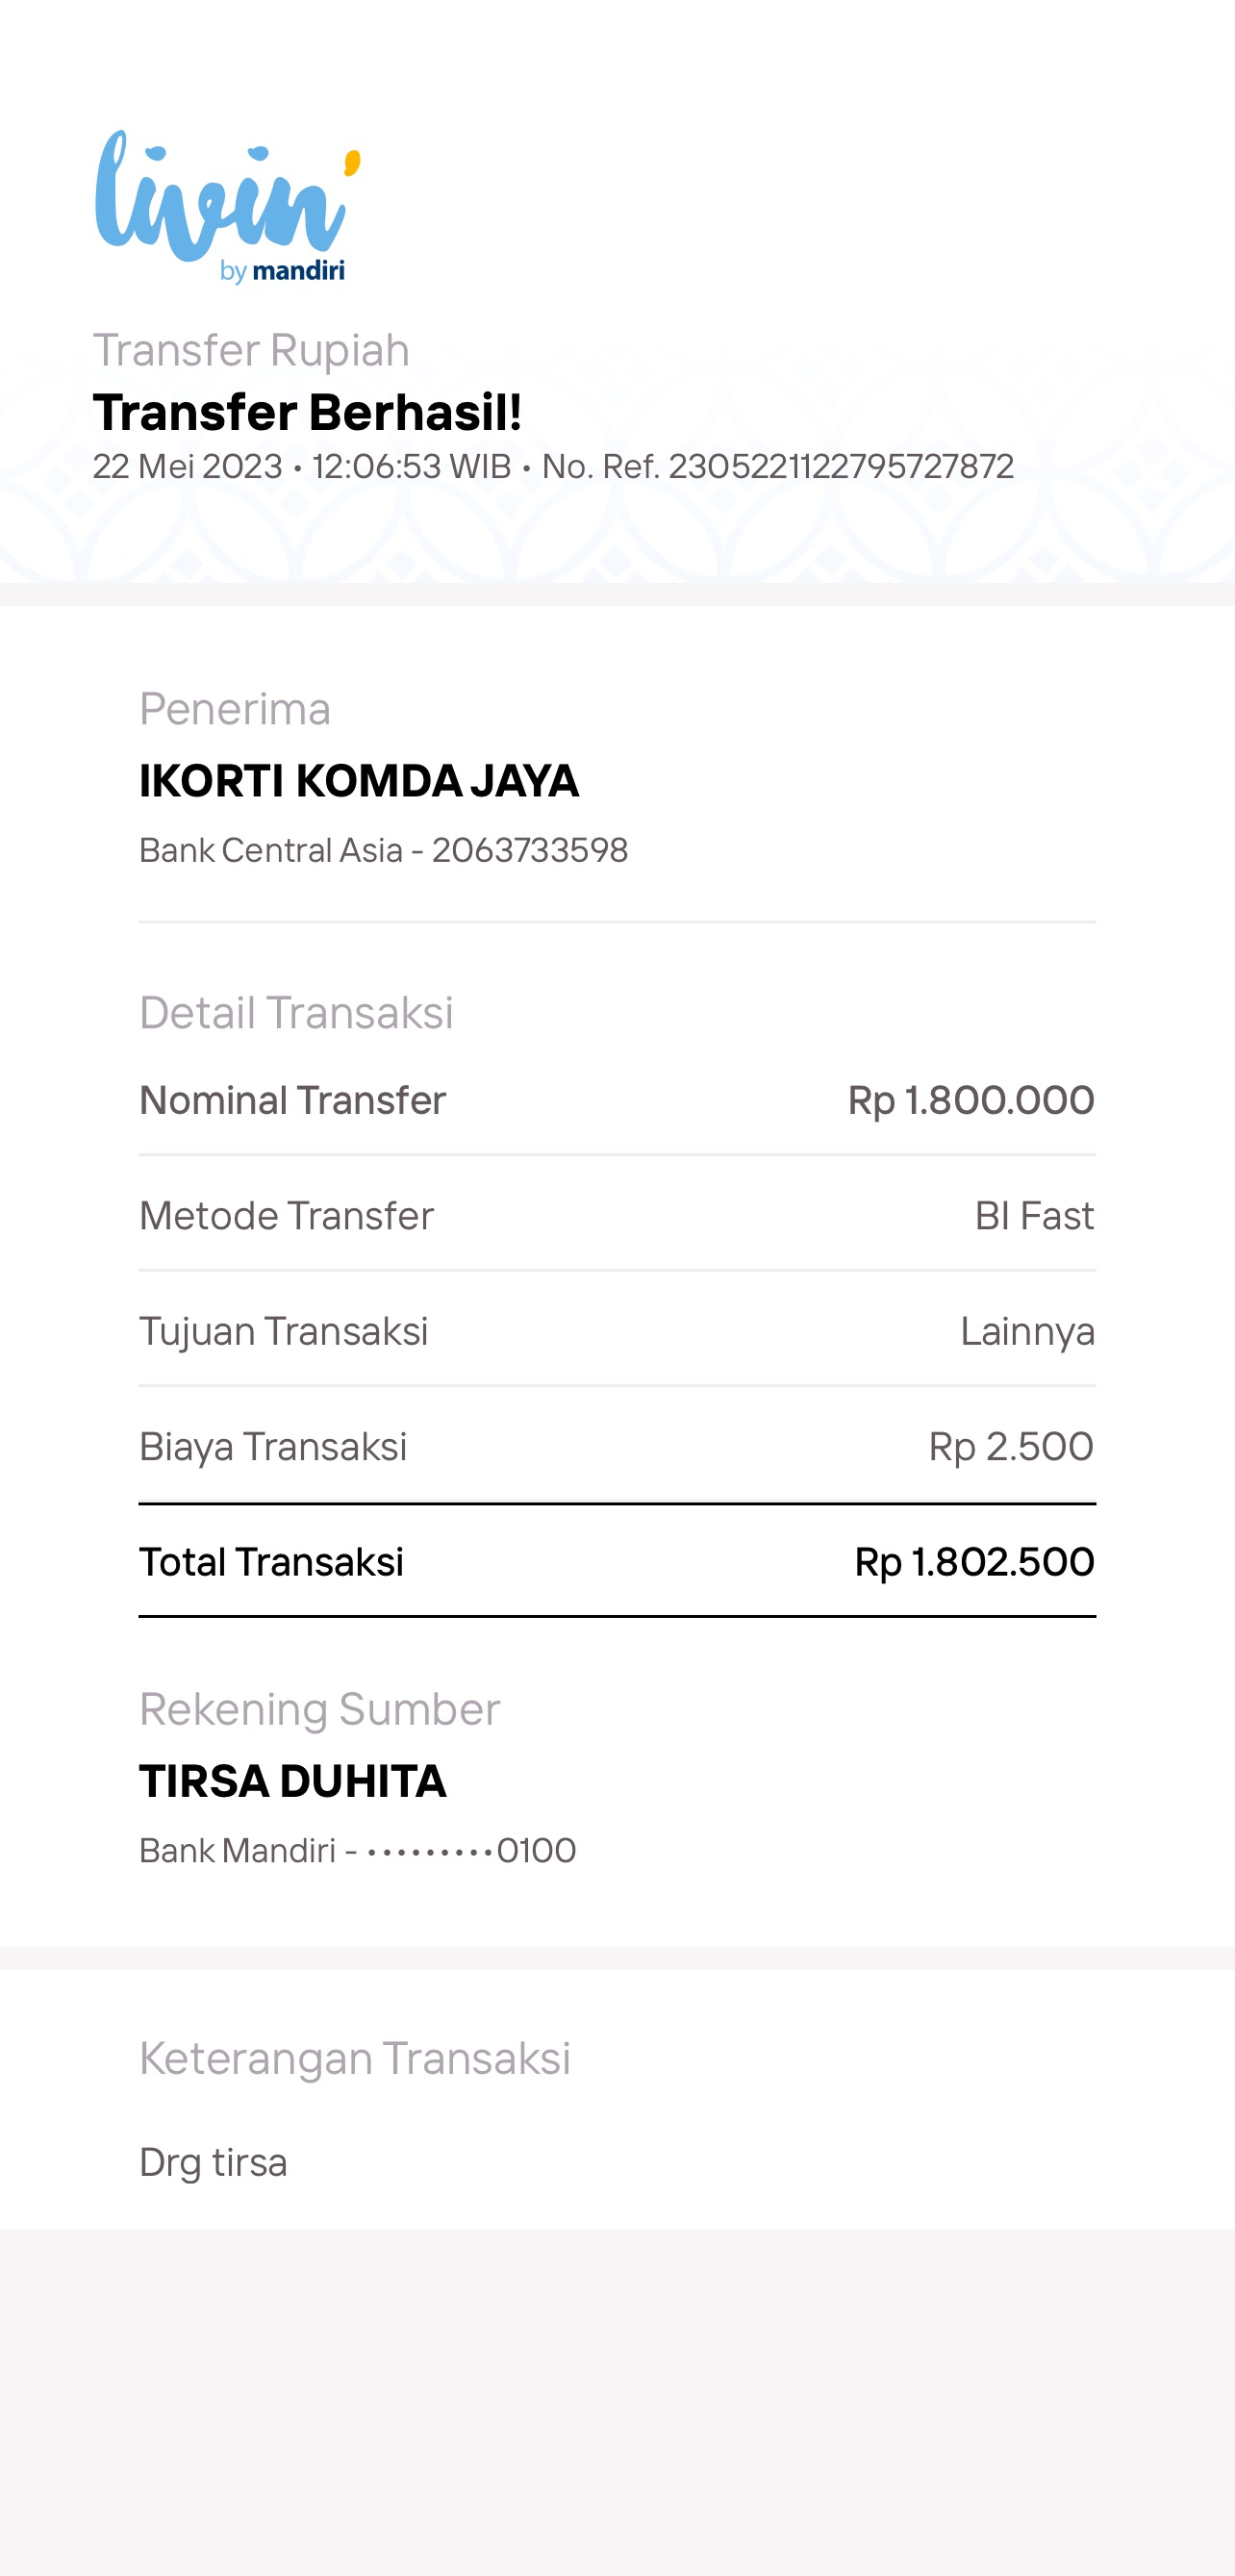 livin'
by mandiri
Transfer Rupiah
Transfer Berhasil!
22 Mei 2023 • 12:06:53 WIB • No. Ref. 2305221122795727872
Penerima
IKORTI KOMDA JAYA
Bank Central Asia - 2063733598
Detail Transaksi
Nominal Transfer Rp 1.800.000
Metode Transfer BI Fast
Tujuan Transaksi Lainnya
Biaya Transaksi Rp 2.500
Total Transaksi Rp 1.802.500
Rekening Sumber
TIRSA DUHITA
Bank Mandiri - •••••••••0100
Keterangan Transaksi
Drg tirsa